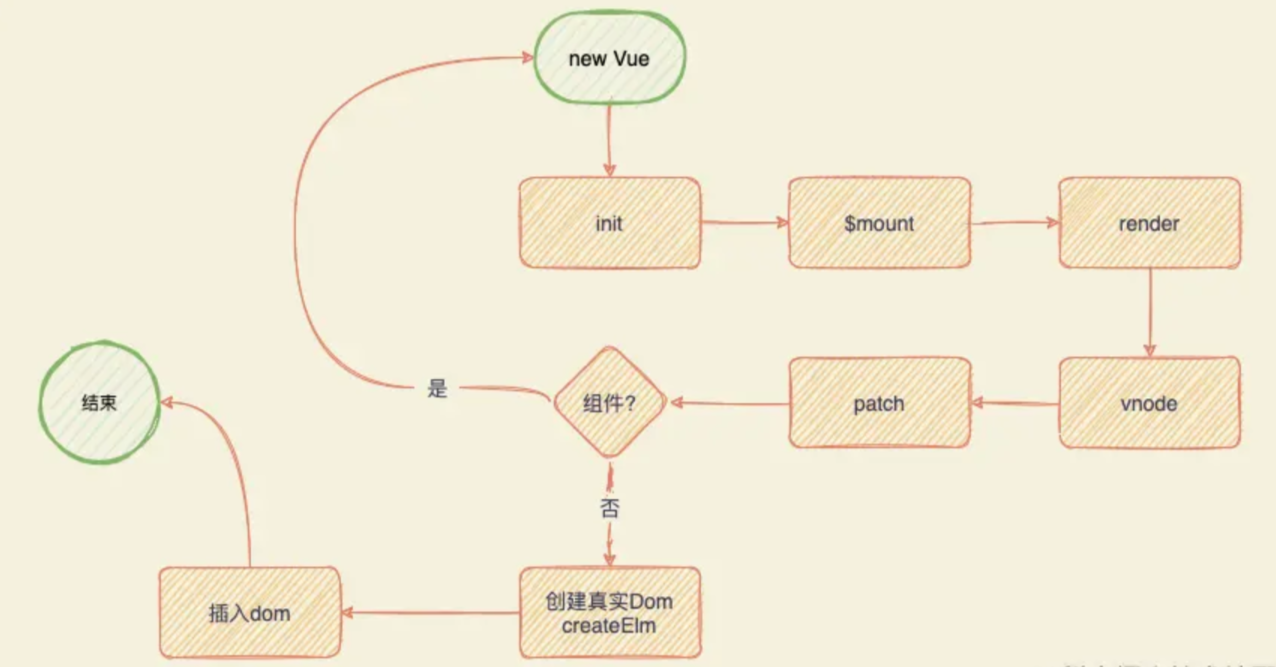 new Vue
init
$mount
render
是
结束
组件?
patch
vnode
否
插入dom
创建真实Dom
createElm